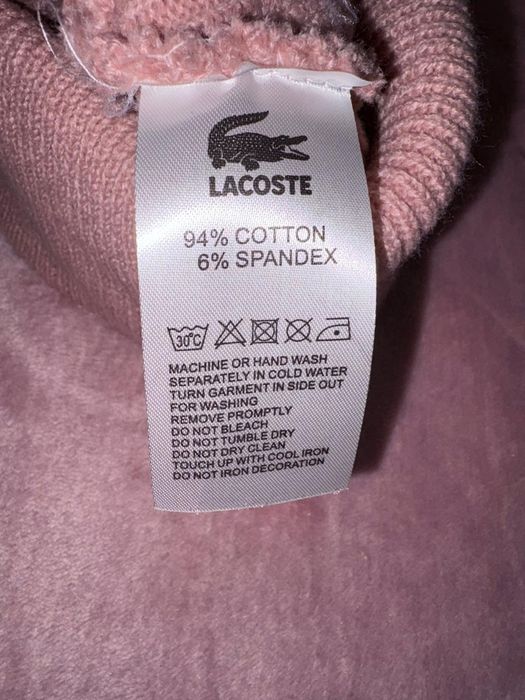 LACOSTE
94% COTTON
6% SPANDEX
30°C
MACHINE OR HAND WASH
SEPARATELY IN COLD WATER
TURN GARMENT IN SIDE OUT
FOR WASHING
REMOVE PROMPTLY
DO NOT BLEACH
DO NOT TUMBLE DRY
DO NOT DRY CLEAN
TOUCH UP WITH COOL IRON
DO NOT IRON DECORATION